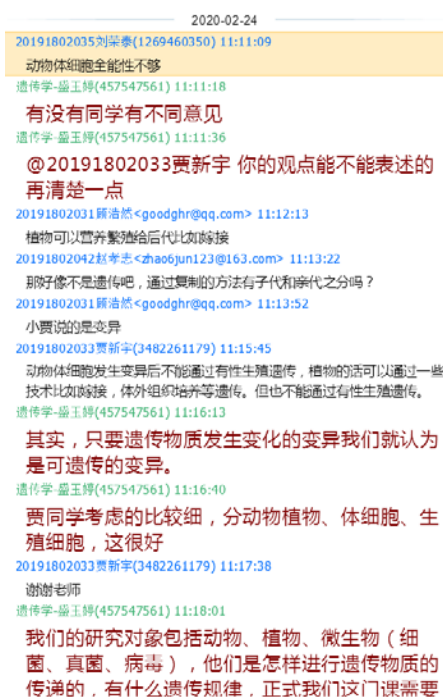 2020-02-24
20191802035刘荣泰(1269460350) 11:11:09
动物体细胞全能性不够
遗传学-盛玉婷(457547561) 11:11:18
有没有同学有不同意见
遗传学-盛玉婷(457547561) 11:11:36
@20191802033贾新宇 你的观点能不能表述的
再清楚一点
20191802031顾浩然<goodghr@qq.com> 11:12:13
植物可以营养繁殖给后代比如嫁接
20191802042赵孝志<zhao6jun123@163.com> 11:13:22
那好像不是遗传吧，通过复制的方法有子代和亲代之分吗？
20191802031顾浩然<goodghr@qq.com> 11:13:52
小贾说的是变异
20191802033贾新宇(3482261179) 11:15:45
动物体细胞发生变异后不能通过有性生殖遗传，植物的话可以通过一些
技术比如嫁接，体外组织培养等遗传。但也不能通过有性生殖遗传。
遗传学-盛玉婷(457547561) 11:16:13
其实，只要遗传物质发生变化的变异我们就认为
是可遗传的变异。
遗传学-盛玉婷(457547561) 11:16:40
贾同学考虑的比较细，分动物植物、体细胞、生
殖细胞，这很好
20191802033贾新宇(3482261179) 11:17:38
谢谢老师
遗传学-盛玉婷(457547561) 11:18:01
我们的研究对象包括动物、植物、微生物（细
菌、真菌、病毒），他们是怎样进行遗传物质的
传递的，有什么遗传规律，正式我们这门课需要